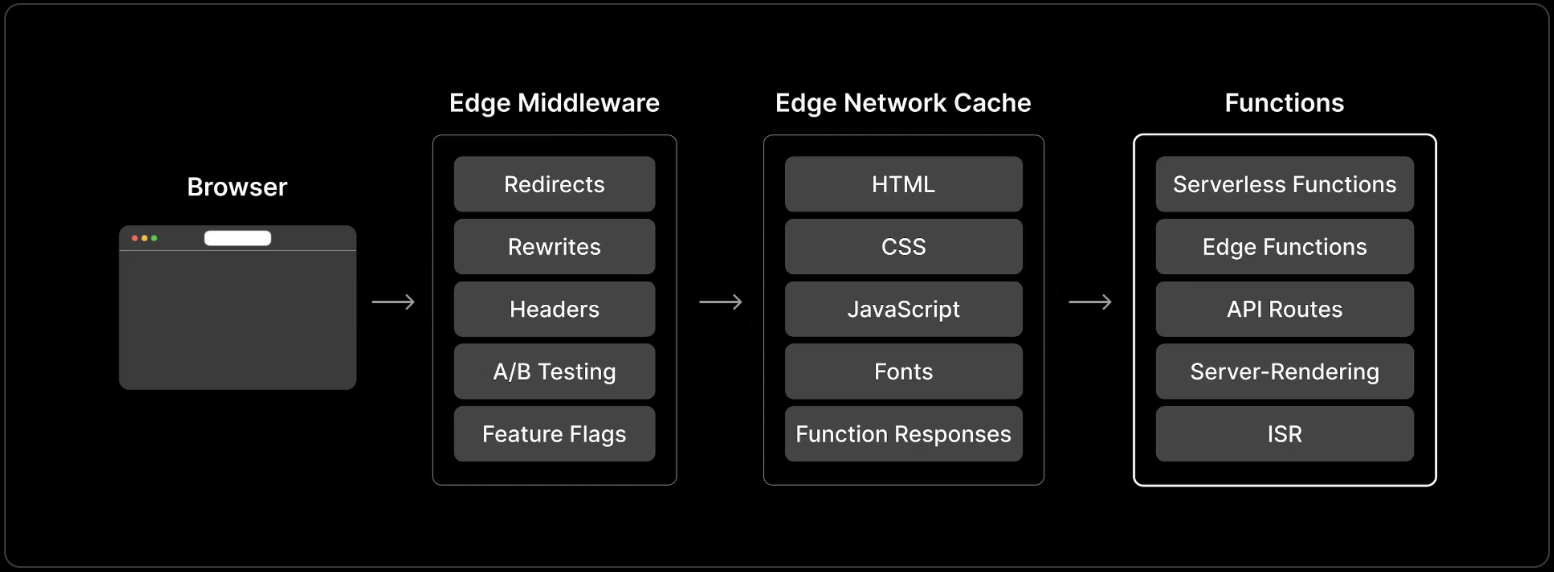 Browser
Edge Middleware
Redirects
Rewrites
Headers
A/B Testing
Feature Flags
Edge Network Cache
HTML
CSS
JavaScript
Fonts
Function Responses
Functions
Serverless Functions
Edge Functions
API Routes
Server-Rendering
ISR